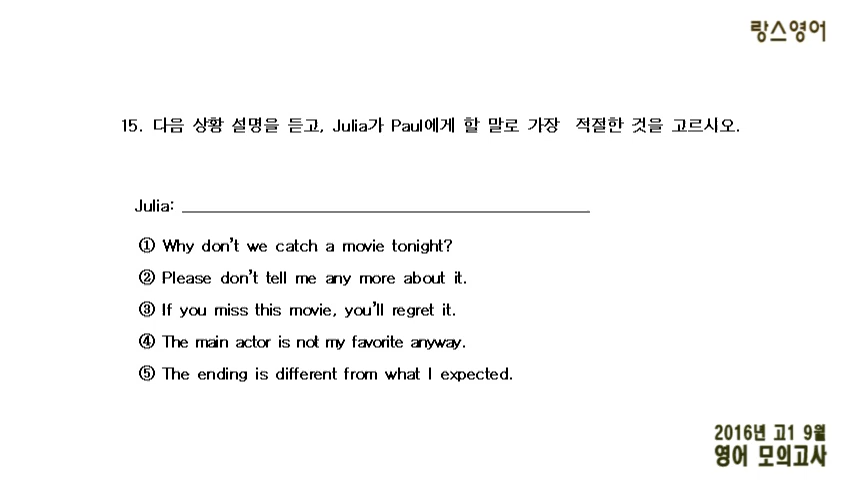 랑스영어
15. 다음 상황 설명을 듣고, Julia가 Paul에게 할 말로 가장 적절한 것을 고르시오.
Julia:
① Why don't we catch a movie tonight?
② Please don't tell me any more about it.
③ If you miss this movie, you'll regret it.
④ The main actor is not my favorite anyway.
⑤ The ending is different from what I expected.
2016년 고1 9월
영어 모의고사